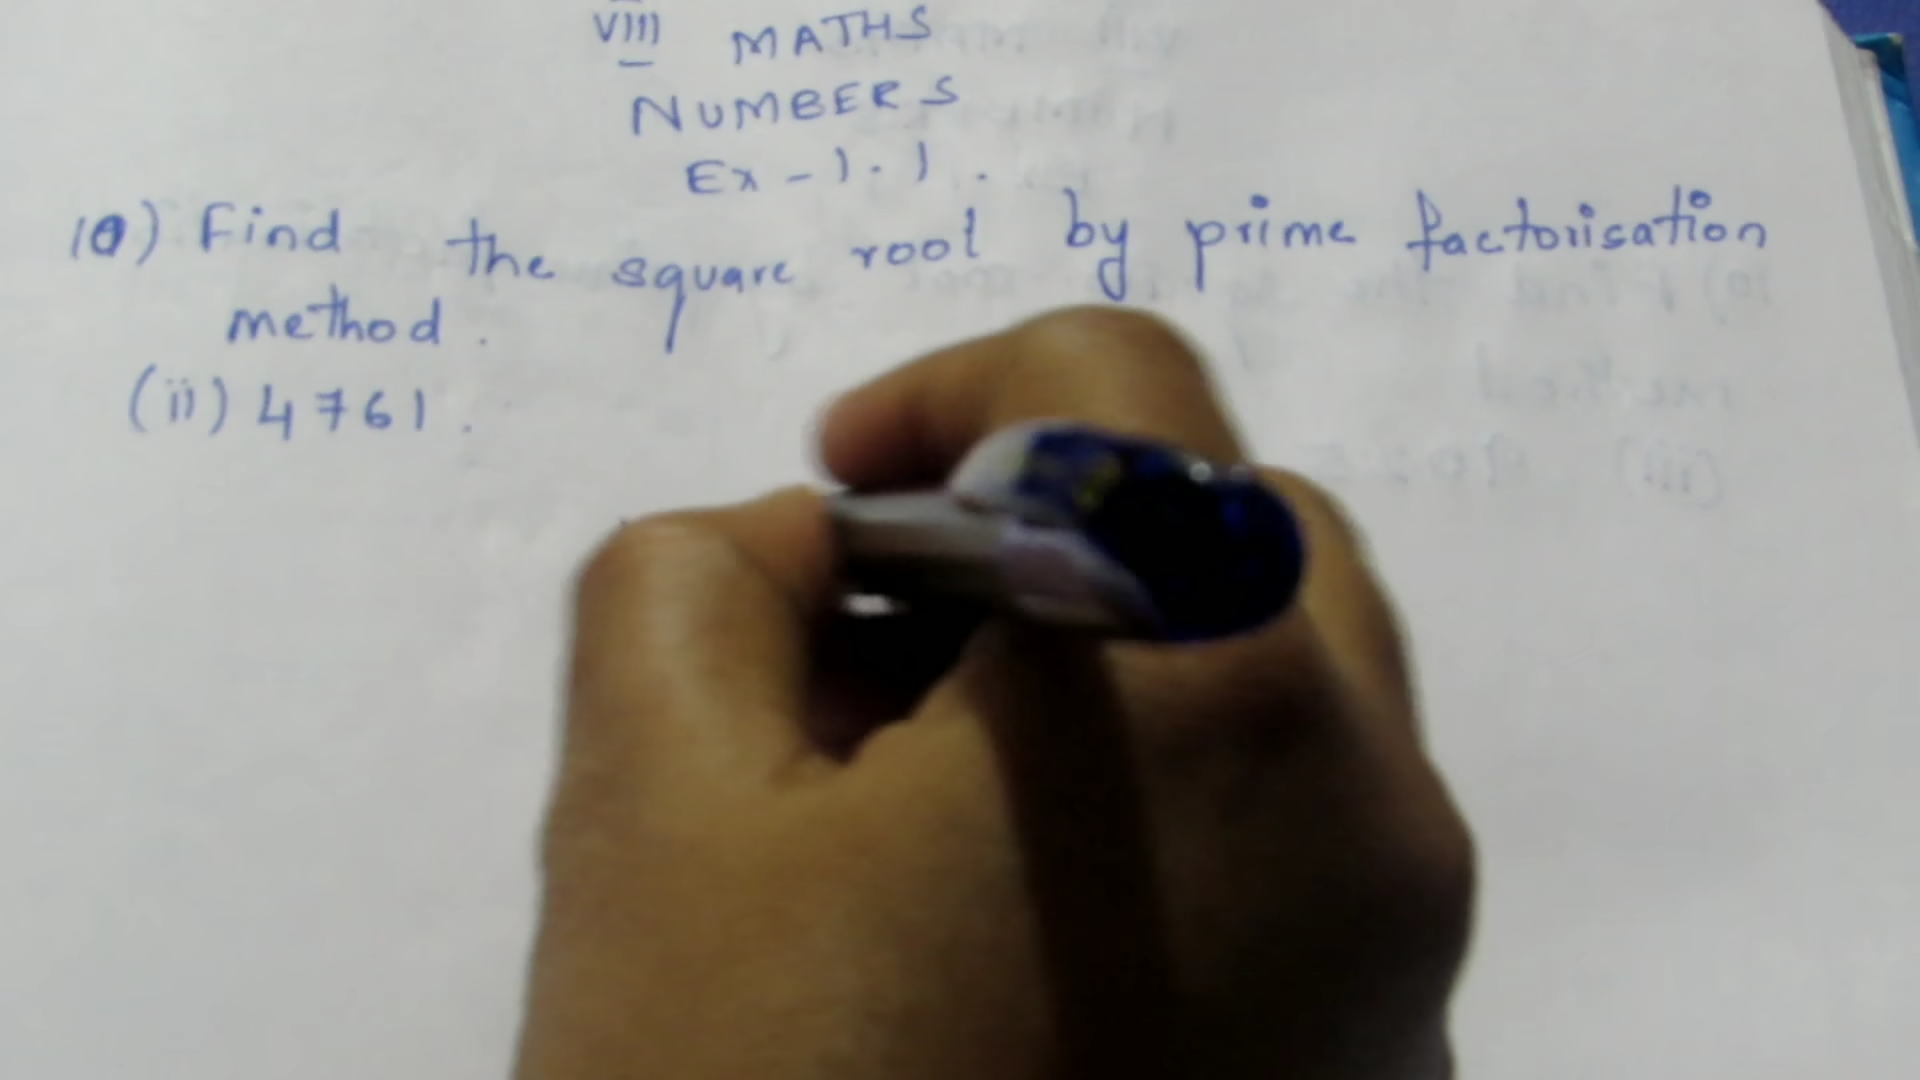 VIII MATHS
NUMBERS
Ex - 1.1.
10) Find the square root by prime factorisation
method.
(ii) 4761.